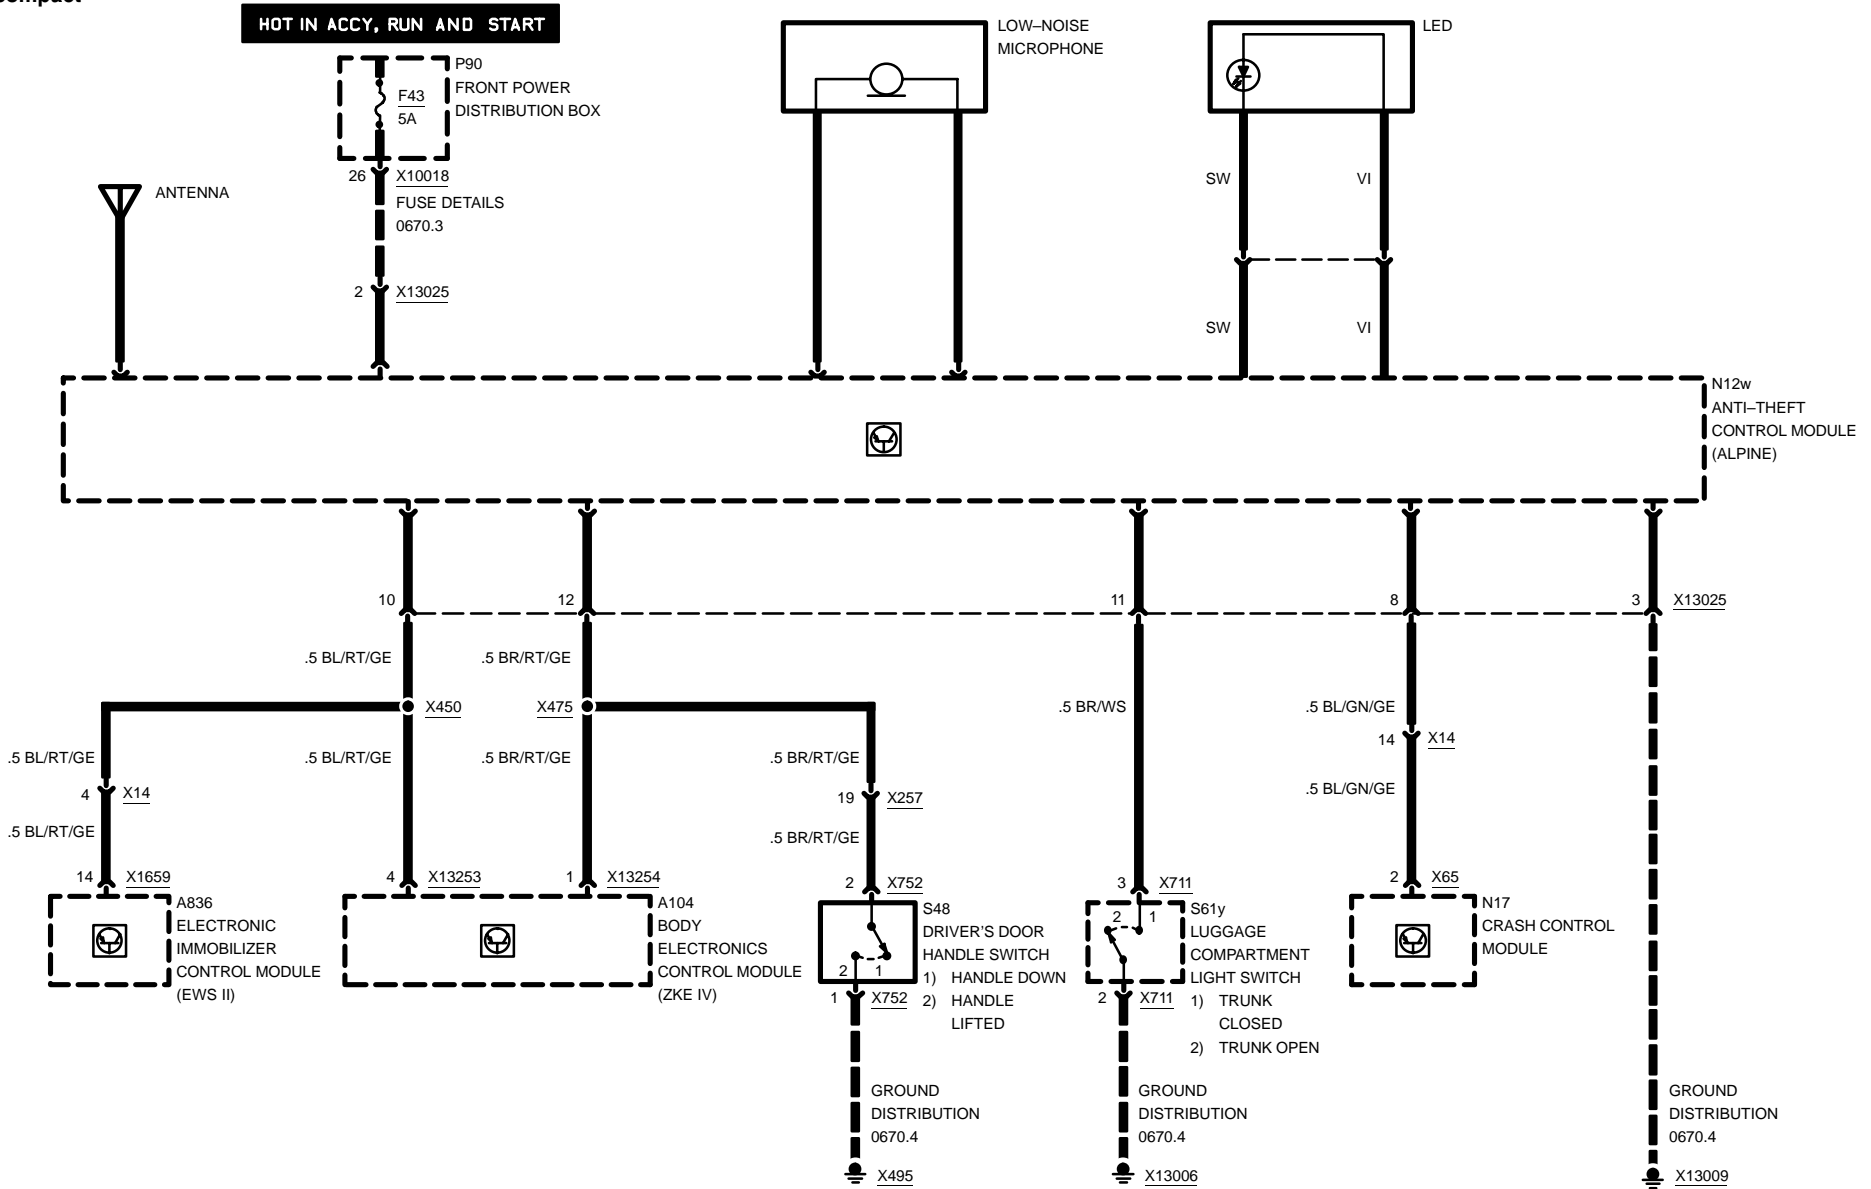 HOT IN ACCY, RUN AND START
P90
FRONT POWER
DISTRIBUTION BOX
F43
5A
26 X10018
FUSE DETAILS
0670.3
2 X13025
ANTENNA
LOW–NOISE
MICROPHONE
LED
SW VI
SW VI
N12w
ANTI–THEFT
CONTROL MODULE
(ALPINE)
10 12 11 8 3 X13025
.5 BL/RT/GE .5 BR/RT/GE
X450 X475 .5 BR/WS .5 BL/GN/GE
14 X14
.5 BL/RT/GE .5 BL/RT/GE .5 BR/RT/GE .5 BR/RT/GE
4 X14 19 X257 .5 BL/GN/GE
.5 BL/RT/GE .5 BR/RT/GE
14 X1659 4 X13253 1 X13254 2 X752 3 X711 2 X65
A836
ELECTRONIC
IMMOBILIZER
CONTROL MODULE
(EWS II)
A104
BODY
ELECTRONICS
CONTROL MODULE
(ZKE IV)
S48
DRIVER'S DOOR
HANDLE SWITCH
1) HANDLE DOWN
2) HANDLE
LIFTED
2 1
1 X752
S61y
LUGGAGE
COMPARTMENT
LIGHT SWITCH
1) TRUNK
CLOSED
2) TRUNK OPEN
2 1
2 X711
N17
CRASH CONTROL
MODULE
GROUND
DISTRIBUTION
0670.4
X495
GROUND
DISTRIBUTION
0670.4
X13006
GROUND
DISTRIBUTION
0670.4
X13009